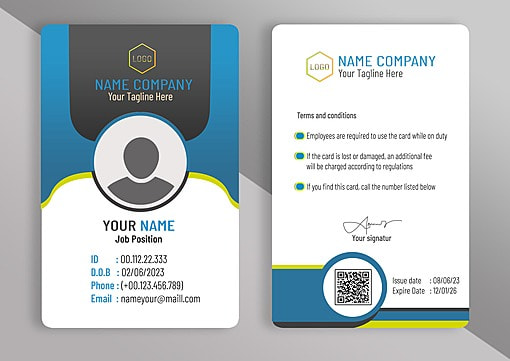 LOGO
NAME COMPANY
Your Tagline Here
YOUR NAME
Job Position
ID : 00.112.22.333
D.O.B : 02/06/2023
Phone : (+00.123.456.789)
Email : nameyour@maiil.com
LOGO
NAME COMPANY
Your Tagline Here
Terms and conditions
Employees are required to use the card while on duty
If the card is lost or damaged, an additional fee
will be charged according to regulations
If you find this card, call the number listed below
Your signatur
Issue date : 08/06/23
Expire Date : 12/01/26